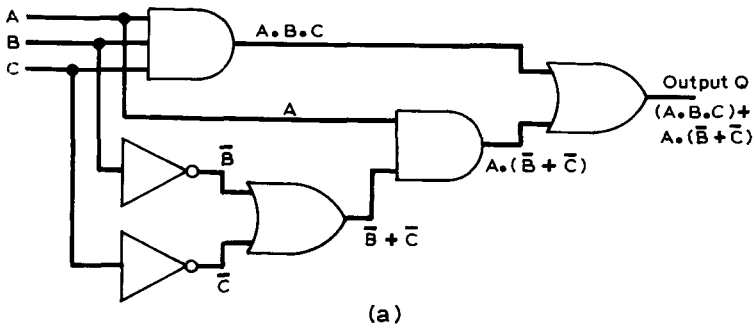 A
B
C
A.B.C
A
B̅
C̅
B̅ + C̅
A.(B̅ + C̅)
Output Q
(A.B.C)+
A.(B̅ + C̅)
(a)